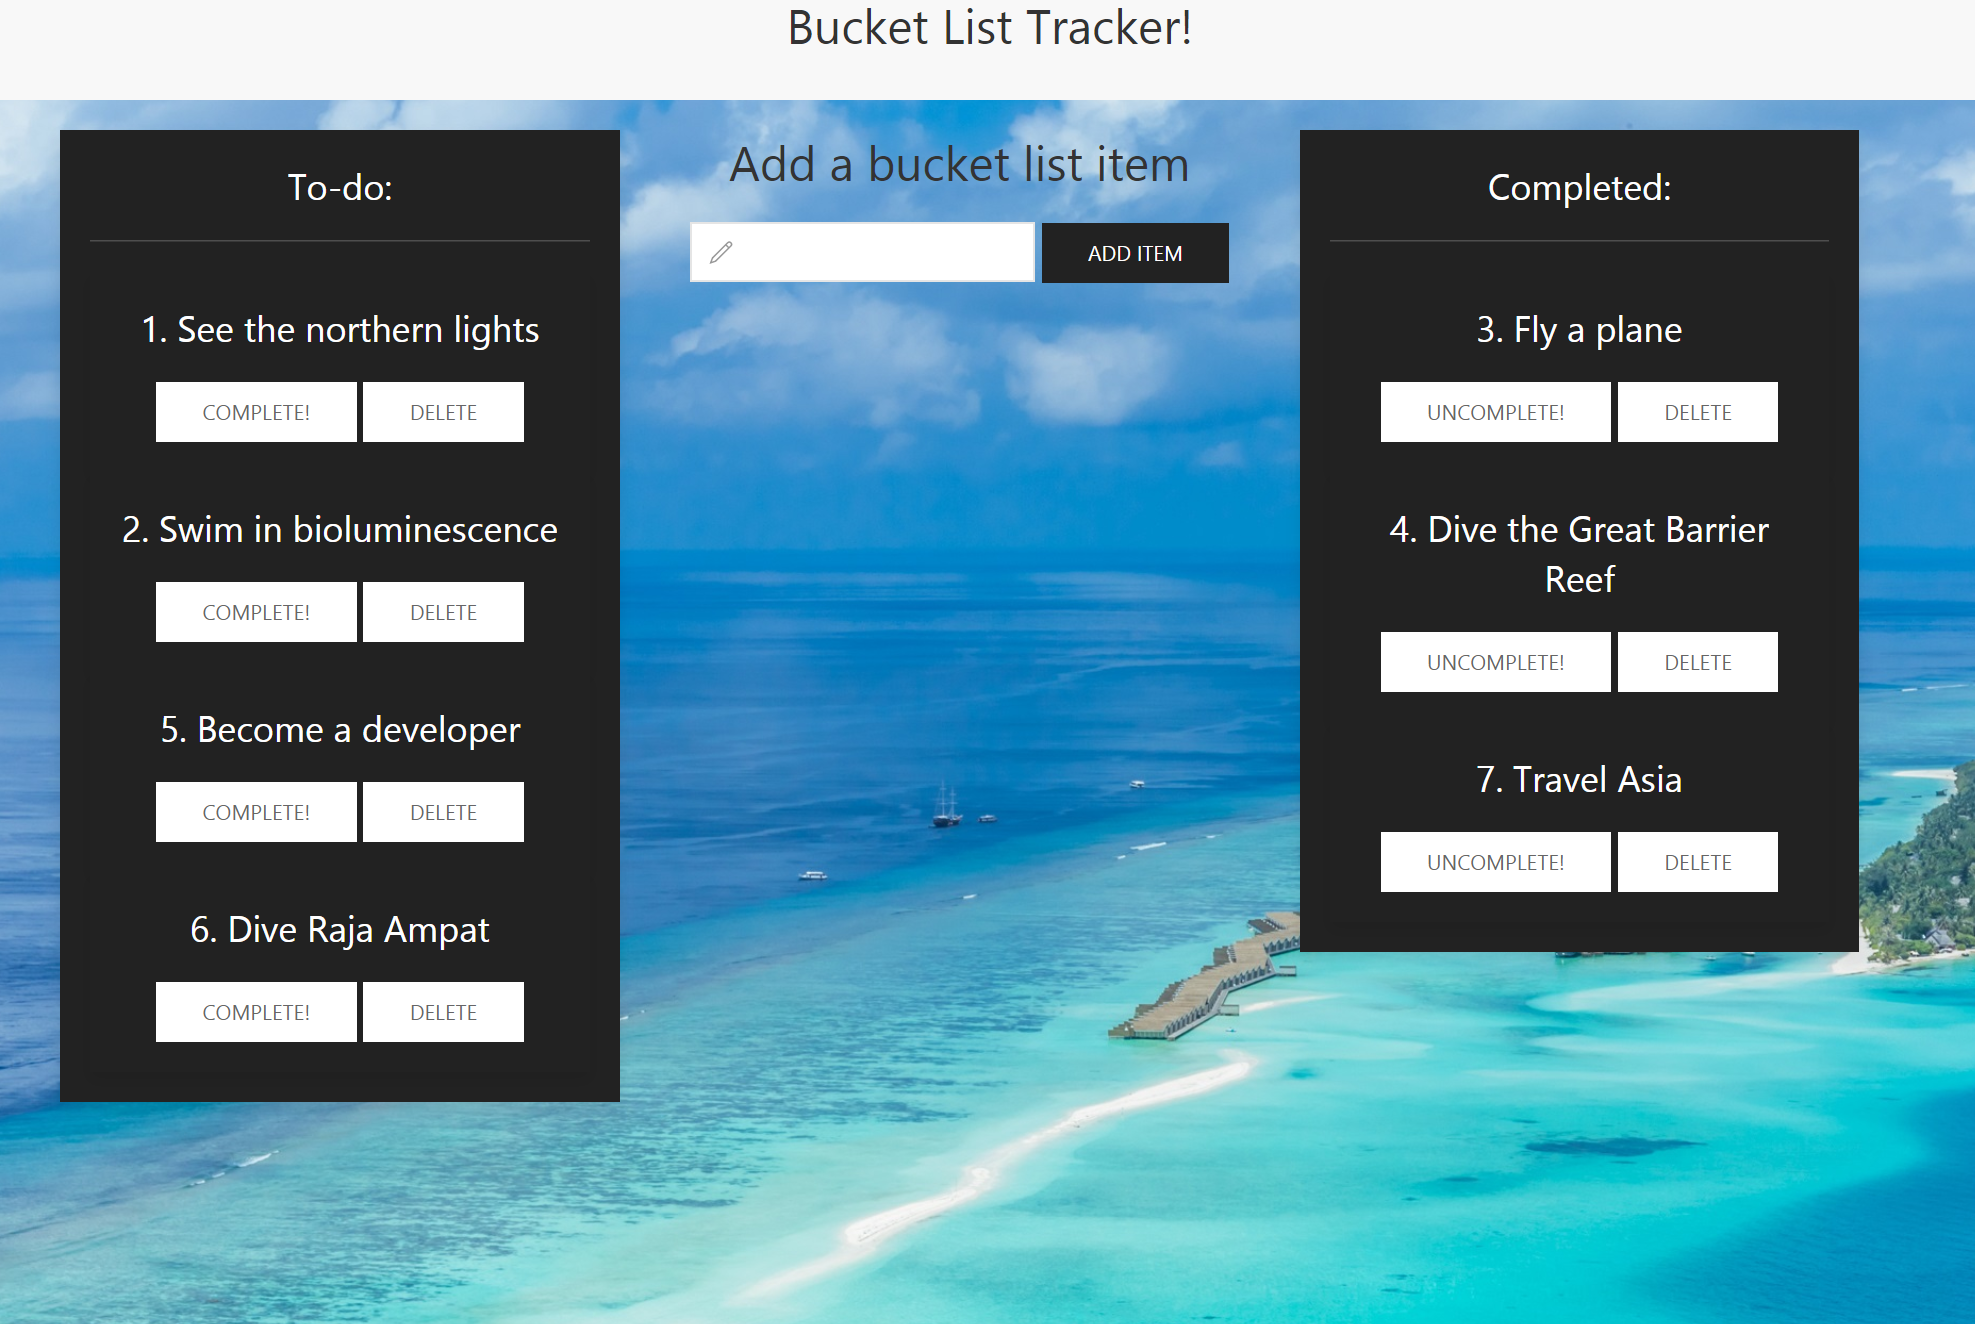 Bucket List Tracker!
To-do:
1. See the northern lights
COMPLETE! DELETE
2. Swim in bioluminescence
COMPLETE! DELETE
5. Become a developer
COMPLETE! DELETE
6. Dive Raja Ampat
COMPLETE! DELETE
Add a bucket list item
ADD ITEM
Completed:
3. Fly a plane
UNCOMPLETE! DELETE
4. Dive the Great Barrier
Reef
UNCOMPLETE! DELETE
7. Travel Asia
UNCOMPLETE! DELETE